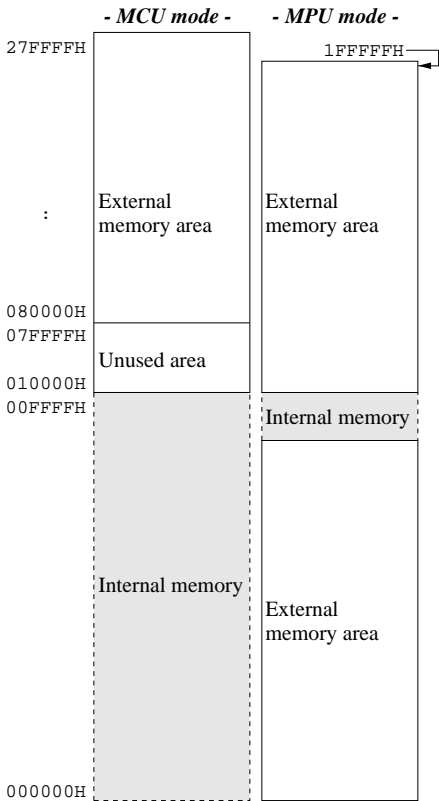 - MCU mode -   - MPU mode -
27FFFFH
1FFFFFH
External
memory area
External
memory area
:
080000H
07FFFFH
Unused area
010000H
00FFFFH
Internal memory
Internal memory
External
memory area
000000H